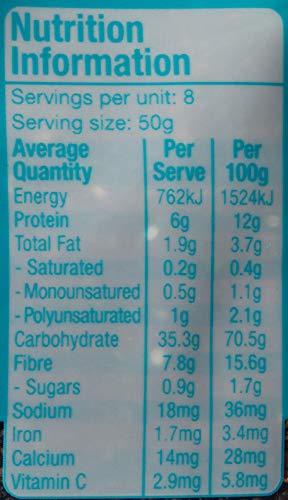 Nutrition
Information
Servings per unit: 8
Serving size: 50g
Average Quantity Per Serve Per 100g
Energy 762kJ 1524kJ
Protein 6g 12g
Total Fat 1.9g 3.7g
- Saturated 0.2g 0.4g
- Monounsatured 0.5g 1.1g
- Polyunsaturated 1g 2.1g
Carbohydrate 35.3g 70.5g
Fibre 7.8g 15.6g
- Sugars 0.9g 1.7g
Sodium 18mg 36mg
Iron 1.7mg 3.4mg
Calcium 14mg 28mg
Vitamin C 2.9mg 5.8mg